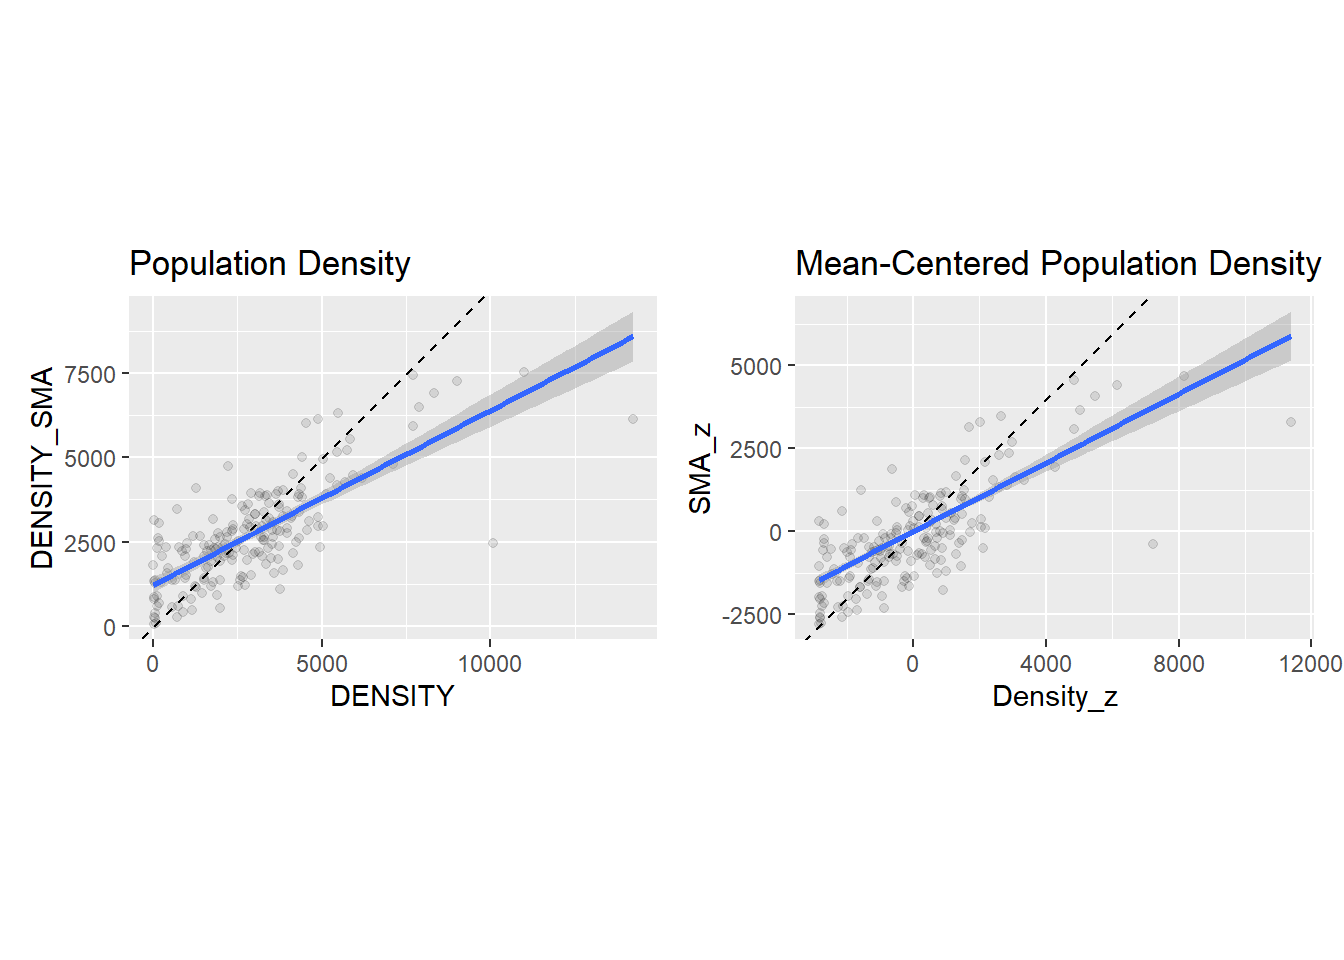 Population Density
DENSITY_SMA
7500
5000
2500
0
0 5000 10000
DENSITY
Mean-Centered Population Density
SMA_z
5000
2500
0
-2500
0 4000 8000 12000
Density_z